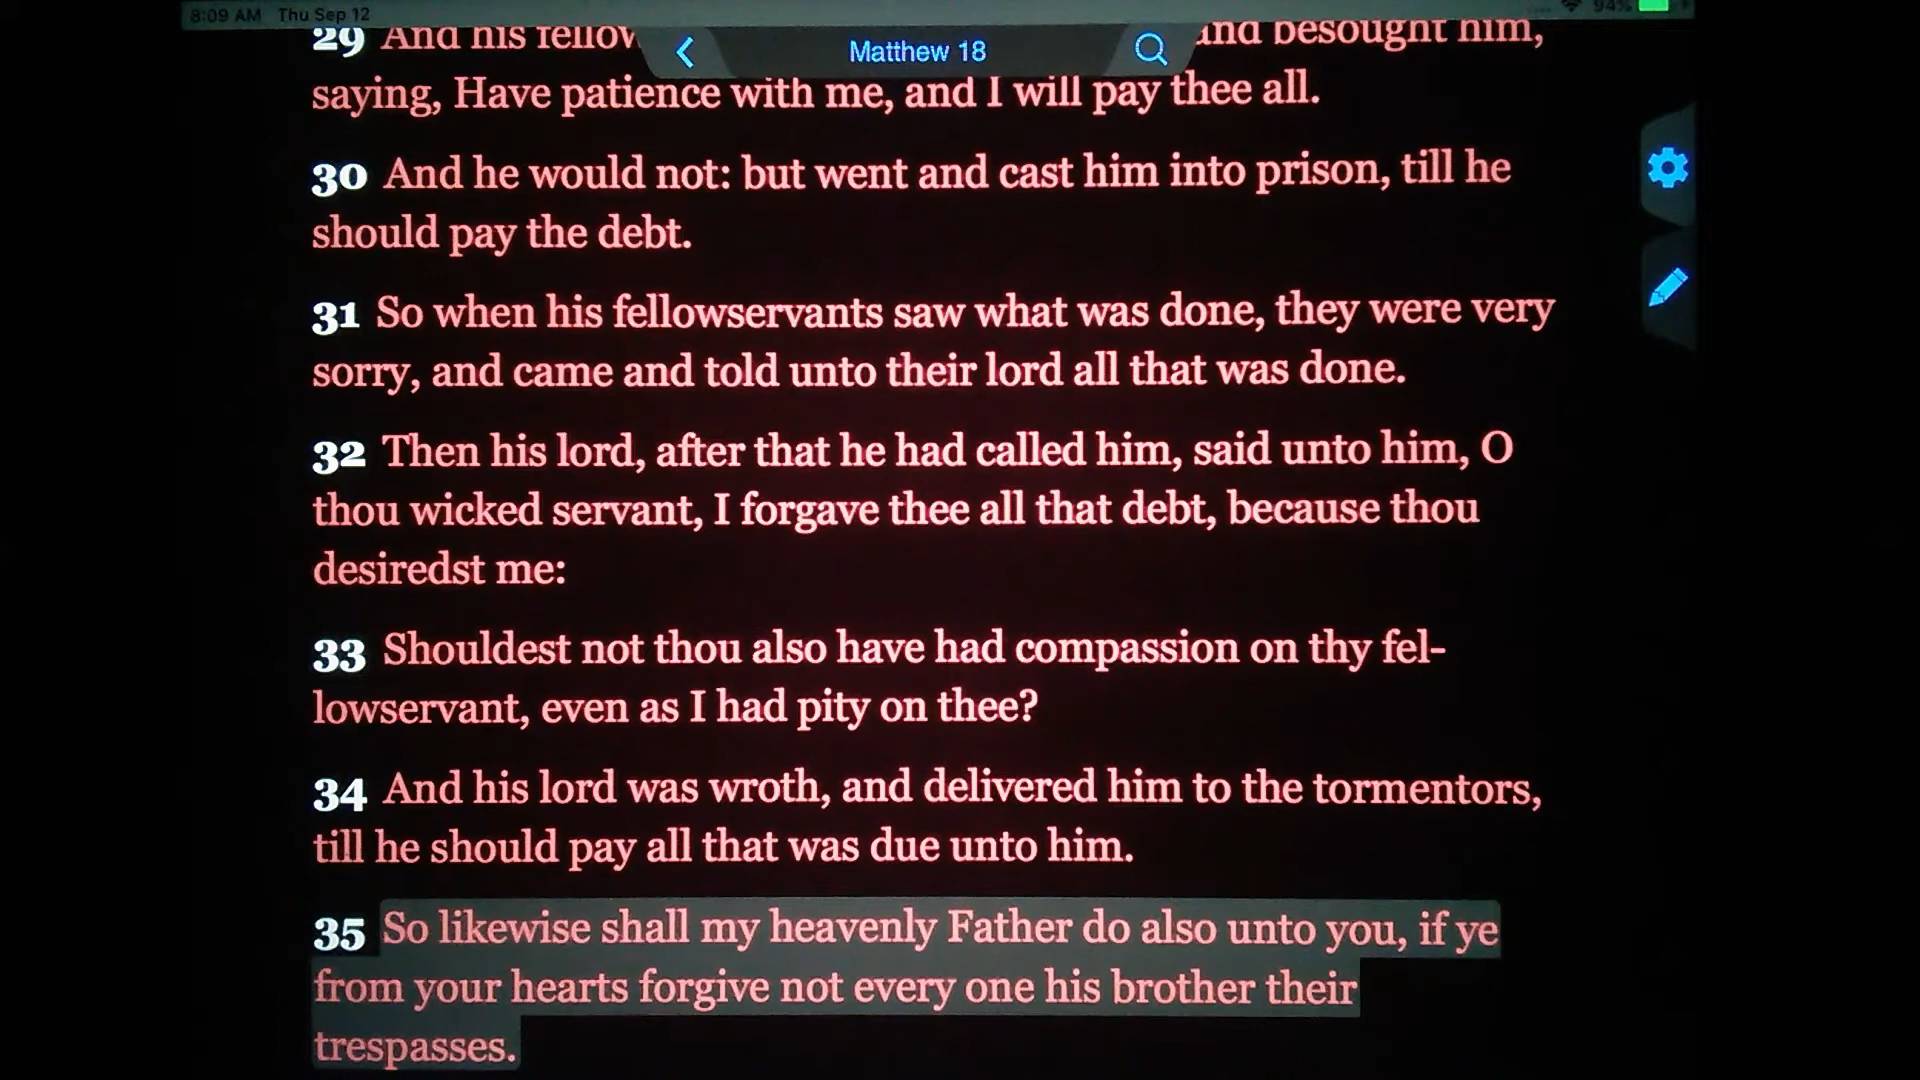 8:09 AM Thu Sep 12
94%
Matthew 18
29 And his fellow and besought him,
saying, Have patience with me, and I will pay thee all.
30 And he would not: but went and cast him into prison, till he
should pay the debt.
31 So when his fellowservants saw what was done, they were very
sorry, and came and told unto their lord all that was done.
32 Then his lord, after that he had called him, said unto him, O
thou wicked servant, I forgave thee all that debt, because thou
desiredst me:
33 Shouldest not thou also have had compassion on thy fel-
lowservant, even as I had pity on thee?
34 And his lord was wroth, and delivered him to the tormentors,
till he should pay all that was due unto him.
35 So likewise shall my heavenly Father do also unto you, if ye
from your hearts forgive not every one his brother their
trespasses.